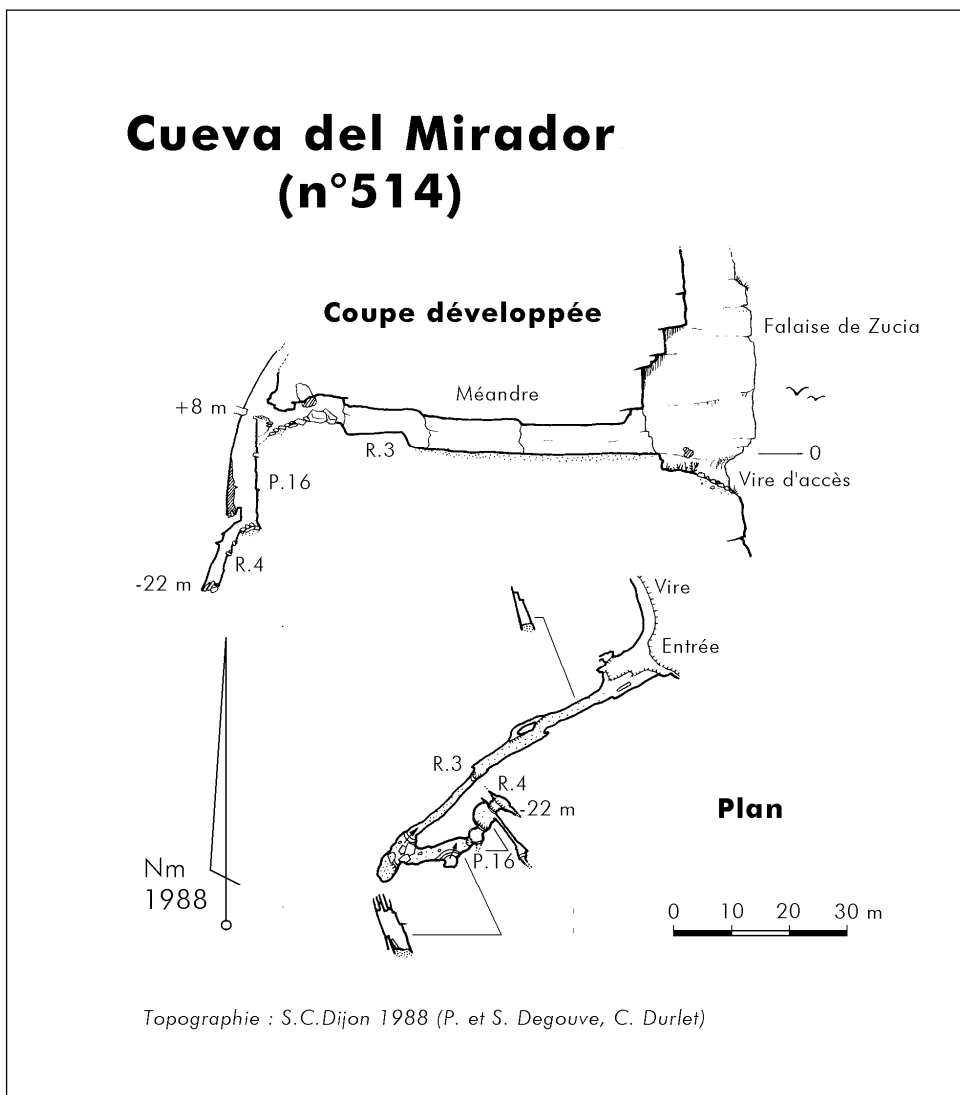 Cueva del Mirador
(n°514)
Coupe développée
Falaise de Zucia
Méandre
+8 m
R.3
0
P.16
Vire d'accès
R.4
-22 m
Vire
Entrée
R.3
R.4
-22 m
Plan
P.16
Nm
1988
0 10 20 30 m
Topographie : S.C.Dijon 1988 (P. et S. Degouve, C. Durlet)